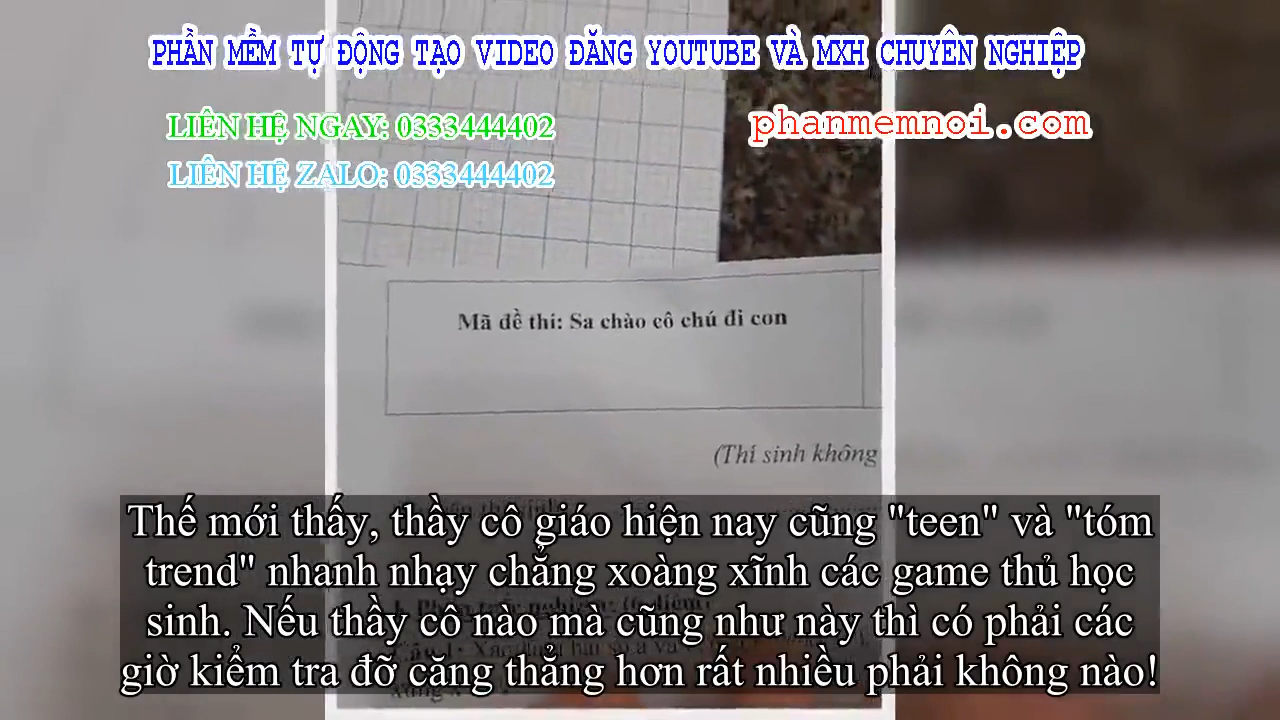 PHẦN MỀM TỰ ĐỘNG TẠO VIDEO ĐĂNG YOUTUBE VÀ MXH CHUYÊN NGHIỆP
LIÊN HỆ NGAY: 0333444402
phanmemnoi.com
LIÊN HỆ ZALO: 0333444402
Mã đề thi: Sa chào cô chú đi con
(Thí sinh không
Thế mới thấy, thầy cô giáo hiện nay cũng "teen" và "tóm
trend" nhanh nhạy chẳng xoàng xĩnh các game thủ học
sinh. Nếu thầy cô nào mà cũng như này thì có phải các
giờ kiểm tra đỡ căng thẳng hơn rất nhiều phải không nào!